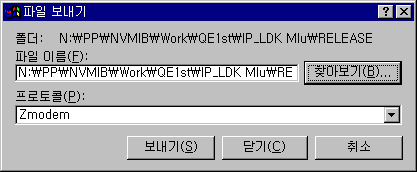 파일 보내기
폴더: N:₩PP₩NVMIB₩Work₩QE1st₩IP_LDK Mlu₩RELEASE
파일 이름(F):
N:₩PP₩NVMIB₩Work₩QE1st₩IP_LDK Mlu₩RE
찾아보기(B)...
프로토콜(P):
Zmodem
보내기(S) 닫기(C) 취소